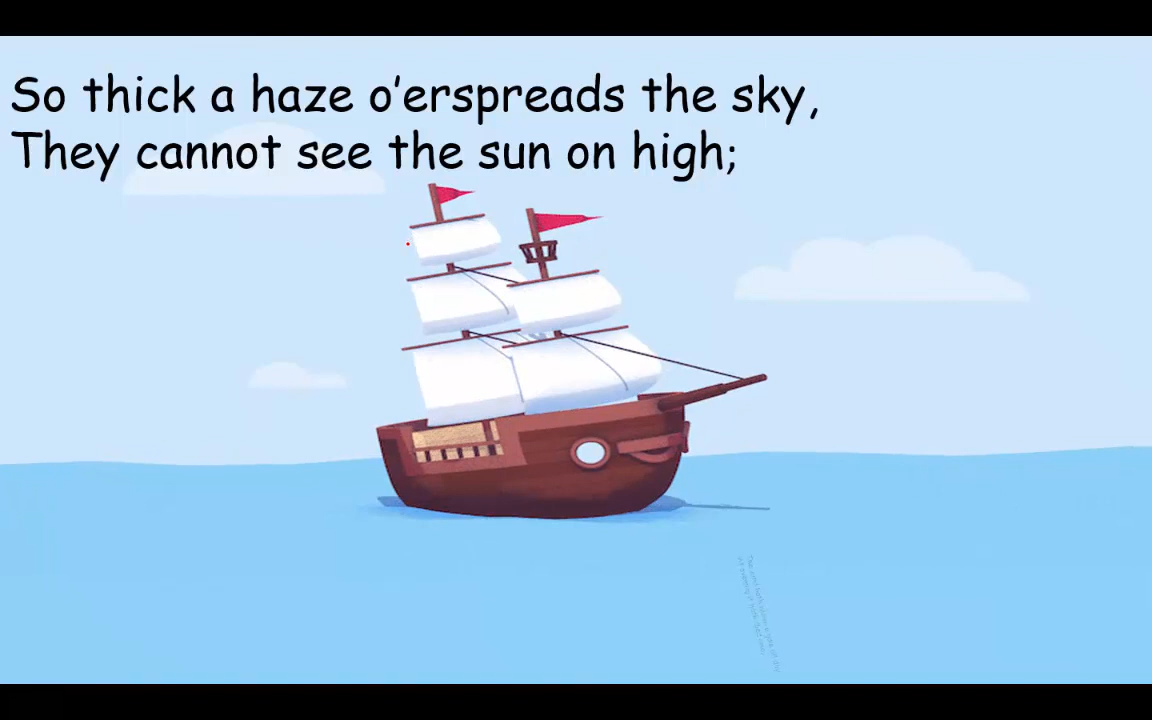 So thick a haze o’erspreads the sky,
They cannot see the sun on high;